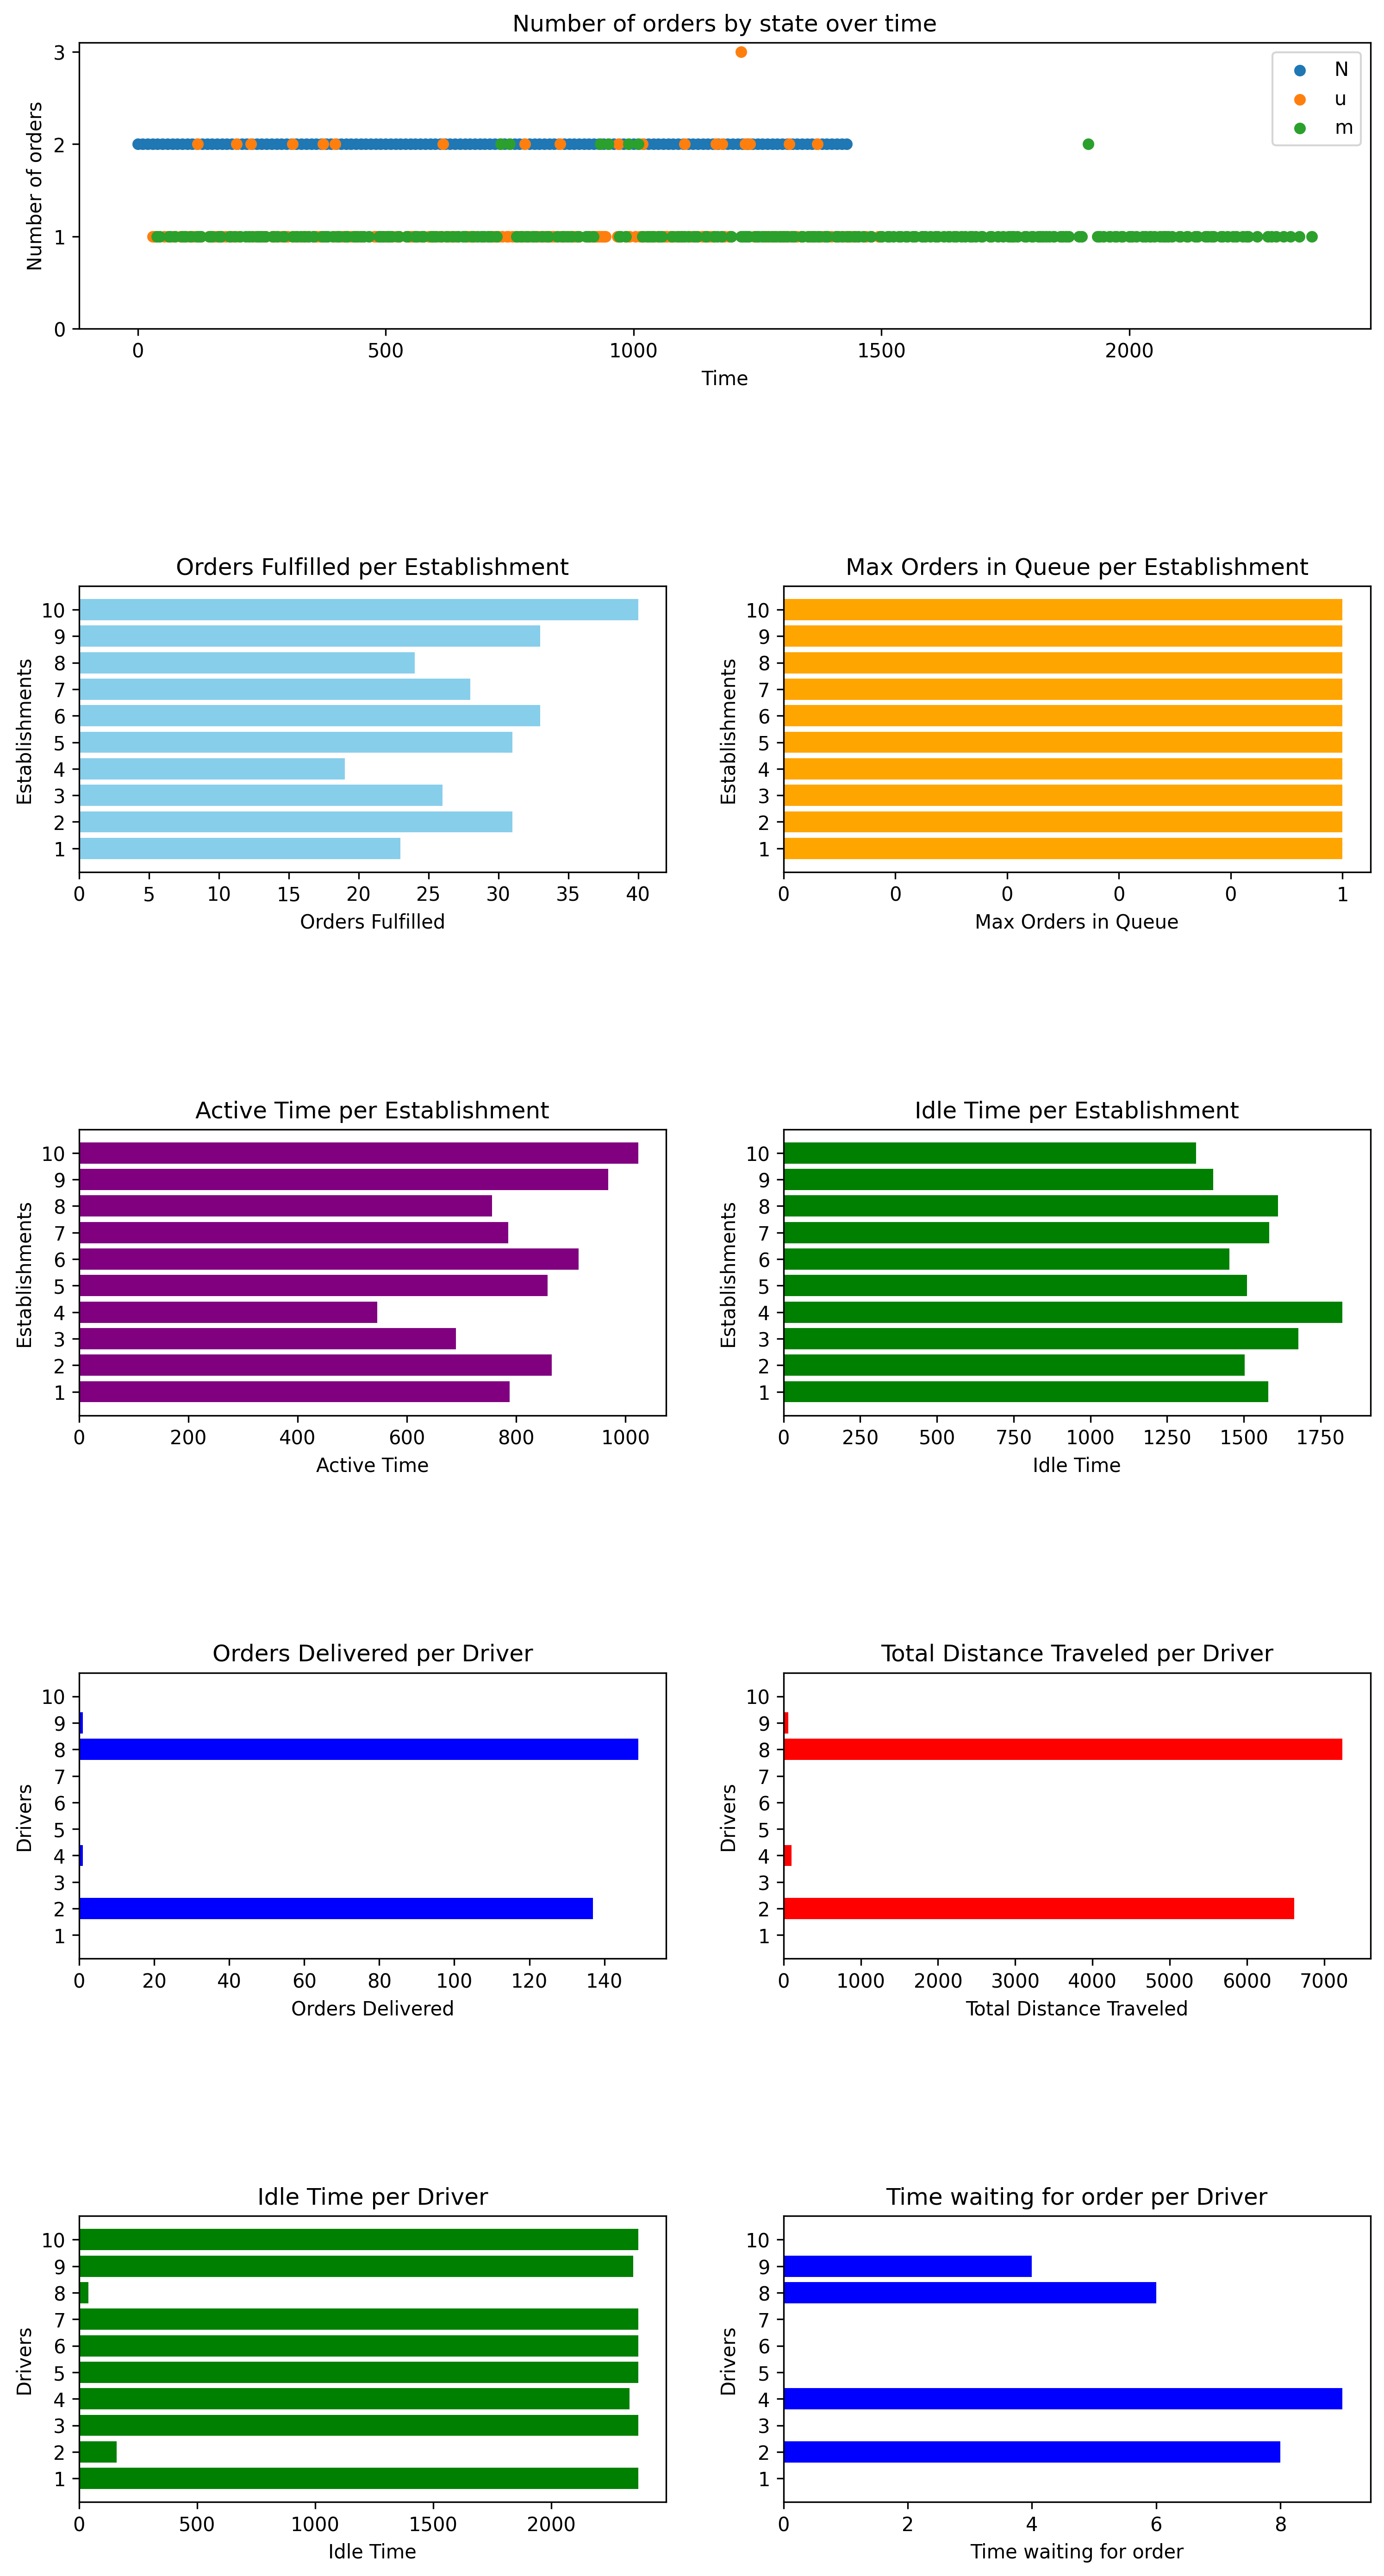 Number of orders by state over time
Number of orders
3
2
1
0
N
u
m
0 500 1000 1500 2000
Time
Orders Fulfilled per Establishment
Establishments
10
9
8
7
6
5
4
3
2
1
0 5 10 15 20 25 30 35 40
Orders Fulfilled
Max Orders in Queue per Establishment
Establishments
10
9
8
7
6
5
4
3
2
1
0 0 0 0 0 1
Max Orders in Queue
Active Time per Establishment
Establishments
10
9
8
7
6
5
4
3
2
1
0 200 400 600 800 1000
Active Time
Idle Time per Establishment
Establishments
10
9
8
7
6
5
4
3
2
1
0 250 500 750 1000 1250 1500 1750
Idle Time
Orders Delivered per Driver
Drivers
10
9
8
7
6
5
4
3
2
1
0 20 40 60 80 100 120 140
Orders Delivered
Total Distance Traveled per Driver
Drivers
10
9
8
7
6
5
4
3
2
1
0 1000 2000 3000 4000 5000 6000 7000
Total Distance Traveled
Idle Time per Driver
Drivers
10
9
8
7
6
5
4
3
2
1
0 500 1000 1500 2000
Idle Time
Time waiting for order per Driver
Drivers
10
9
8
7
6
5
4
3
2
1
0 2 4 6 8
Time waiting for order